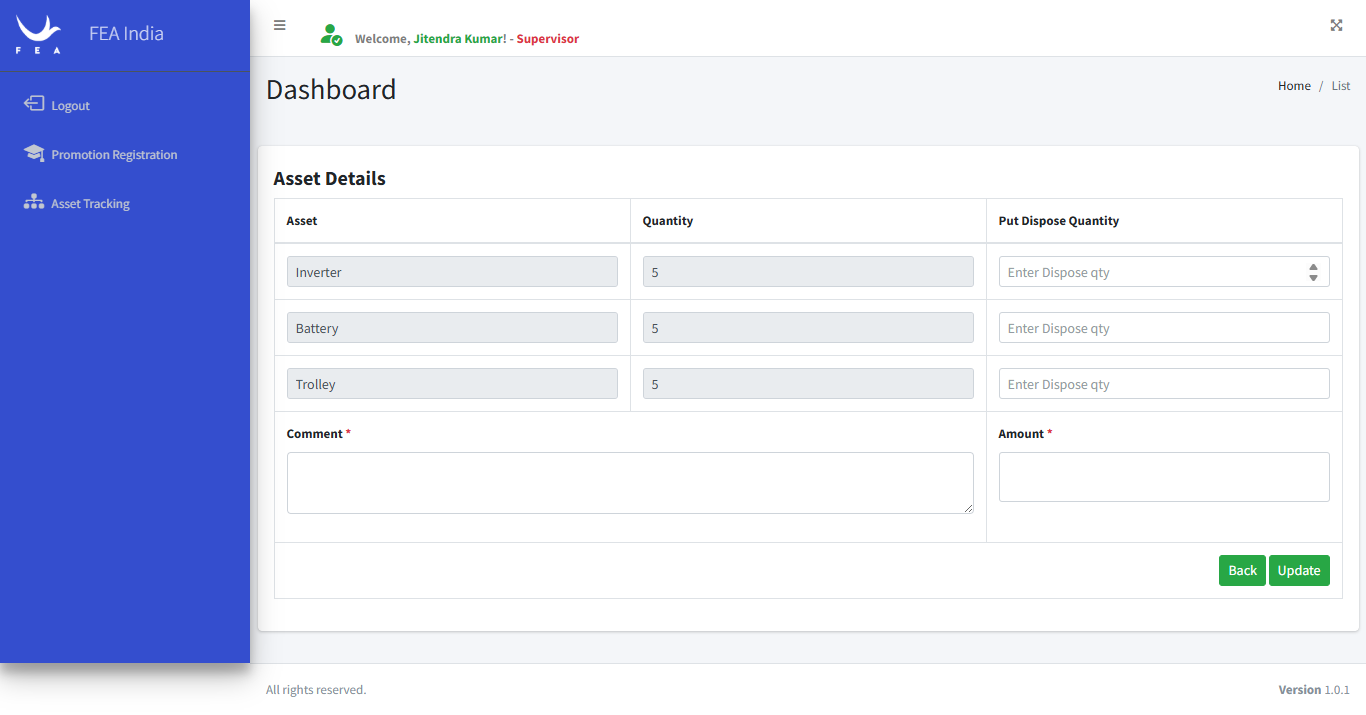 FEA
FEA India
Welcome, Jitendra Kumar! - Supervisor
Logout
Promotion Registration
Asset Tracking
Dashboard
Home / List
Asset Details
Asset Quantity Put Dispose Quantity
Inverter 5 Enter Dispose qty
Battery 5 Enter Dispose qty
Trolley 5 Enter Dispose qty
Comment * Amount *
Back Update
All rights reserved. Version 1.0.1